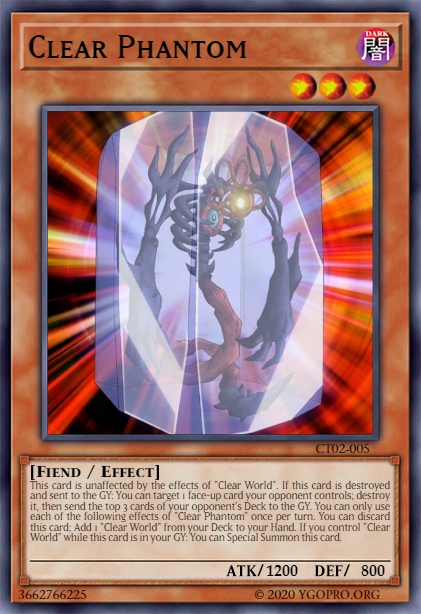 CLEAR PHANTOM
DARK
闇
CT02-005
[FIEND / EFFECT]
This card is unaffected by the effects of "Clear World". If this card is destroyed
and sent to the GY: You can target 1 face-up card your opponent controls; destroy
it, then send the top 3 cards of your opponent's Deck to the GY. You can only use
each of the following effects of "Clear Phantom" once per turn. You can discard
this card; Add 1 "Clear World" from your Deck to your Hand. If you control "Clear
World" while this card is in your GY: You can Special Summon this card.
ATK/1200 DEF/ 800
3662766225 © 2020 YGOPRO.ORG